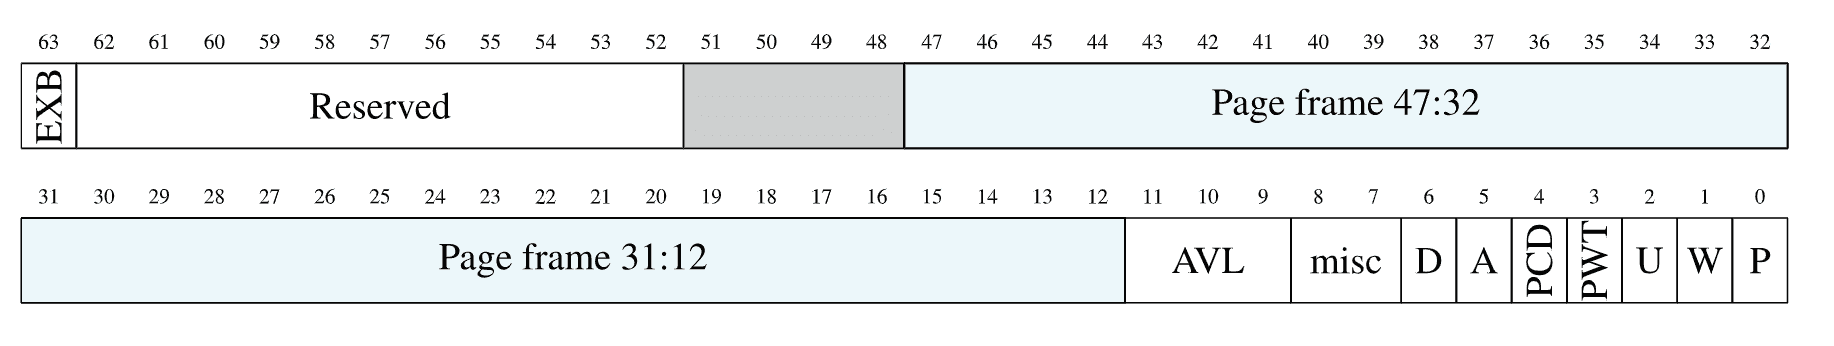 63 62 61 60 59 58 57 56 55 54 53 52 51 50 49 48 47 46 45 44 43 42 41 40 39 38 37 36 35 34 33 32
EXB Reserved Page frame 47:32
31 30 29 28 27 26 25 24 23 22 21 20 19 18 17 16 15 14 13 12 11 10 9 8 7 6 5 4 3 2 1 0
Page frame 31:12 AVL misc D A PCD PWT U W P